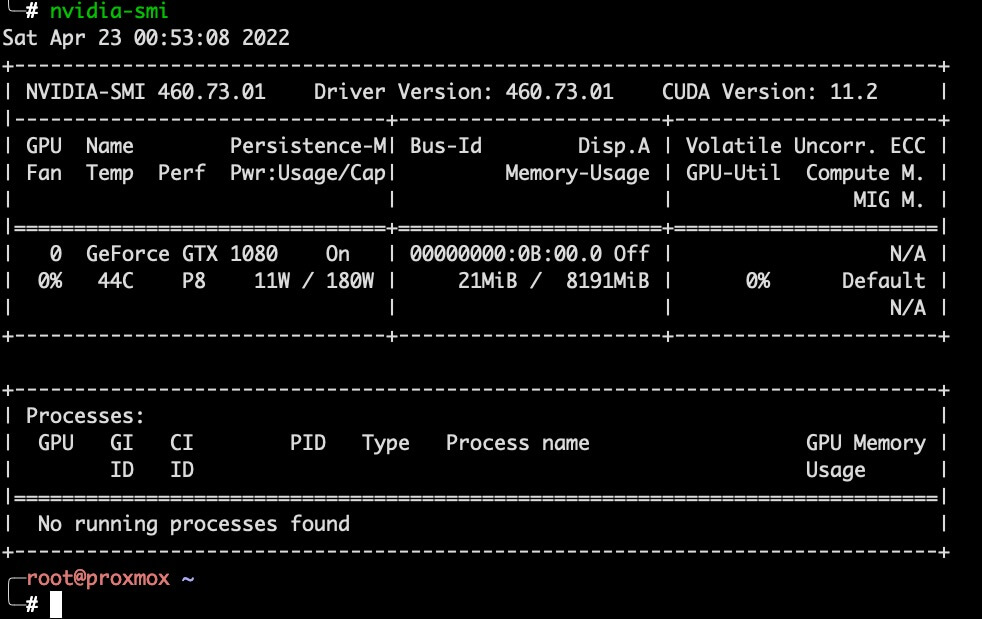 ╰─# nvidia-smi
Sat Apr 23 00:53:08 2022
+-----------------------------------------------------------------------------+
| NVIDIA-SMI 460.73.01    Driver Version: 460.73.01    CUDA Version: 11.2     |
|-------------------------------+----------------------+----------------------+
| GPU  Name        Persistence-M| Bus-Id        Disp.A | Volatile Uncorr. ECC |
| Fan  Temp  Perf  Pwr:Usage/Cap|         Memory-Usage | GPU-Util  Compute M. |
|                               |                      |               MIG M. |
|===============================+======================+======================|
|   0  GeForce GTX 1080    On   | 00000000:0B:00.0 Off |                  N/A |
|  0%   44C    P8    11W / 180W |     21MiB /  8191MiB |      0%      Default |
|                               |                      |                  N/A |
+-------------------------------+----------------------+----------------------+

+-----------------------------------------------------------------------------+
| Processes:                                                                  |
|  GPU   GI   CI        PID   Type   Process name                  GPU Memory |
|        ID   ID                                                   Usage      |
|=============================================================================|
|  No running processes found                                                 |
+-----------------------------------------------------------------------------+
╭─root@proxmox ~
╰─#